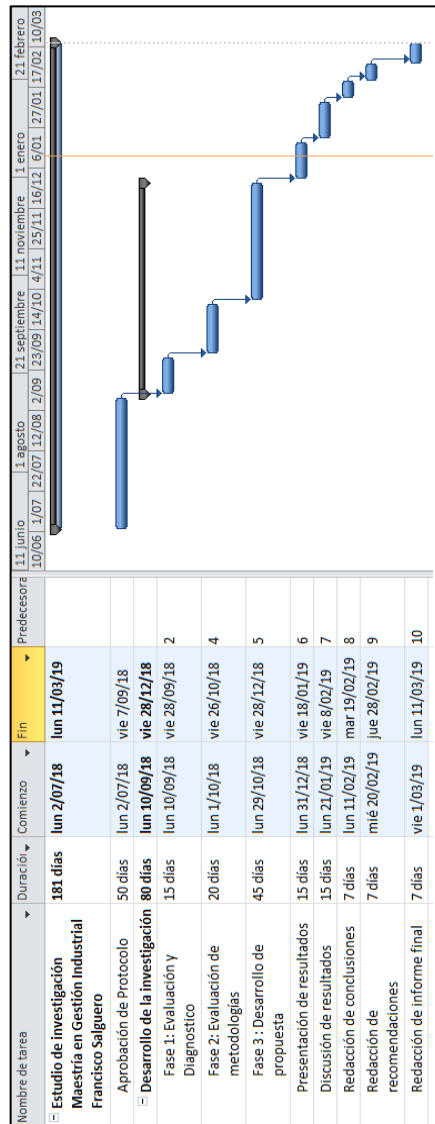 Nombre de tarea Duración Comienzo Fin Predecesora
Estudio de investigación Maestría en Gestión Industrial Francisco Salguero 181 días lun 2/07/18 lun 11/03/19
Aprobación de Protocolo 50 días lun 2/07/18 vie 7/09/18
Desarrollo de la investigación 80 días lun 10/09/18 vie 28/12/18
Fase 1: Evaluación y Diagnostico 15 días lun 10/09/18 vie 28/09/18 2
Fase 2: Evaluación de metodologías 20 días lun 1/10/18 vie 26/10/18 4
Fase 3 : Desarrollo de propuesta 45 días lun 29/10/18 vie 28/12/18 5
Presentación de resultados 15 días lun 31/12/18 vie 18/01/19 6
Discusión de resultados 15 días lun 21/01/19 vie 8/02/19 7
Redacción de conclusiones 7 días lun 11/02/19 mar 19/02/19 8
Redacción de recomendaciones 7 días mié 20/02/19 jue 28/02/19 9
Redacción de informe final 7 días vie 1/03/19 lun 11/03/19 10
11 junio 1 agosto 21 septiembre 11 noviembre 1 enero 21 febrero
10/06 1/07 22/07 12/08 2/09 23/09 14/10 4/11 25/11 16/12 6/01 27/01 17/02 10/03